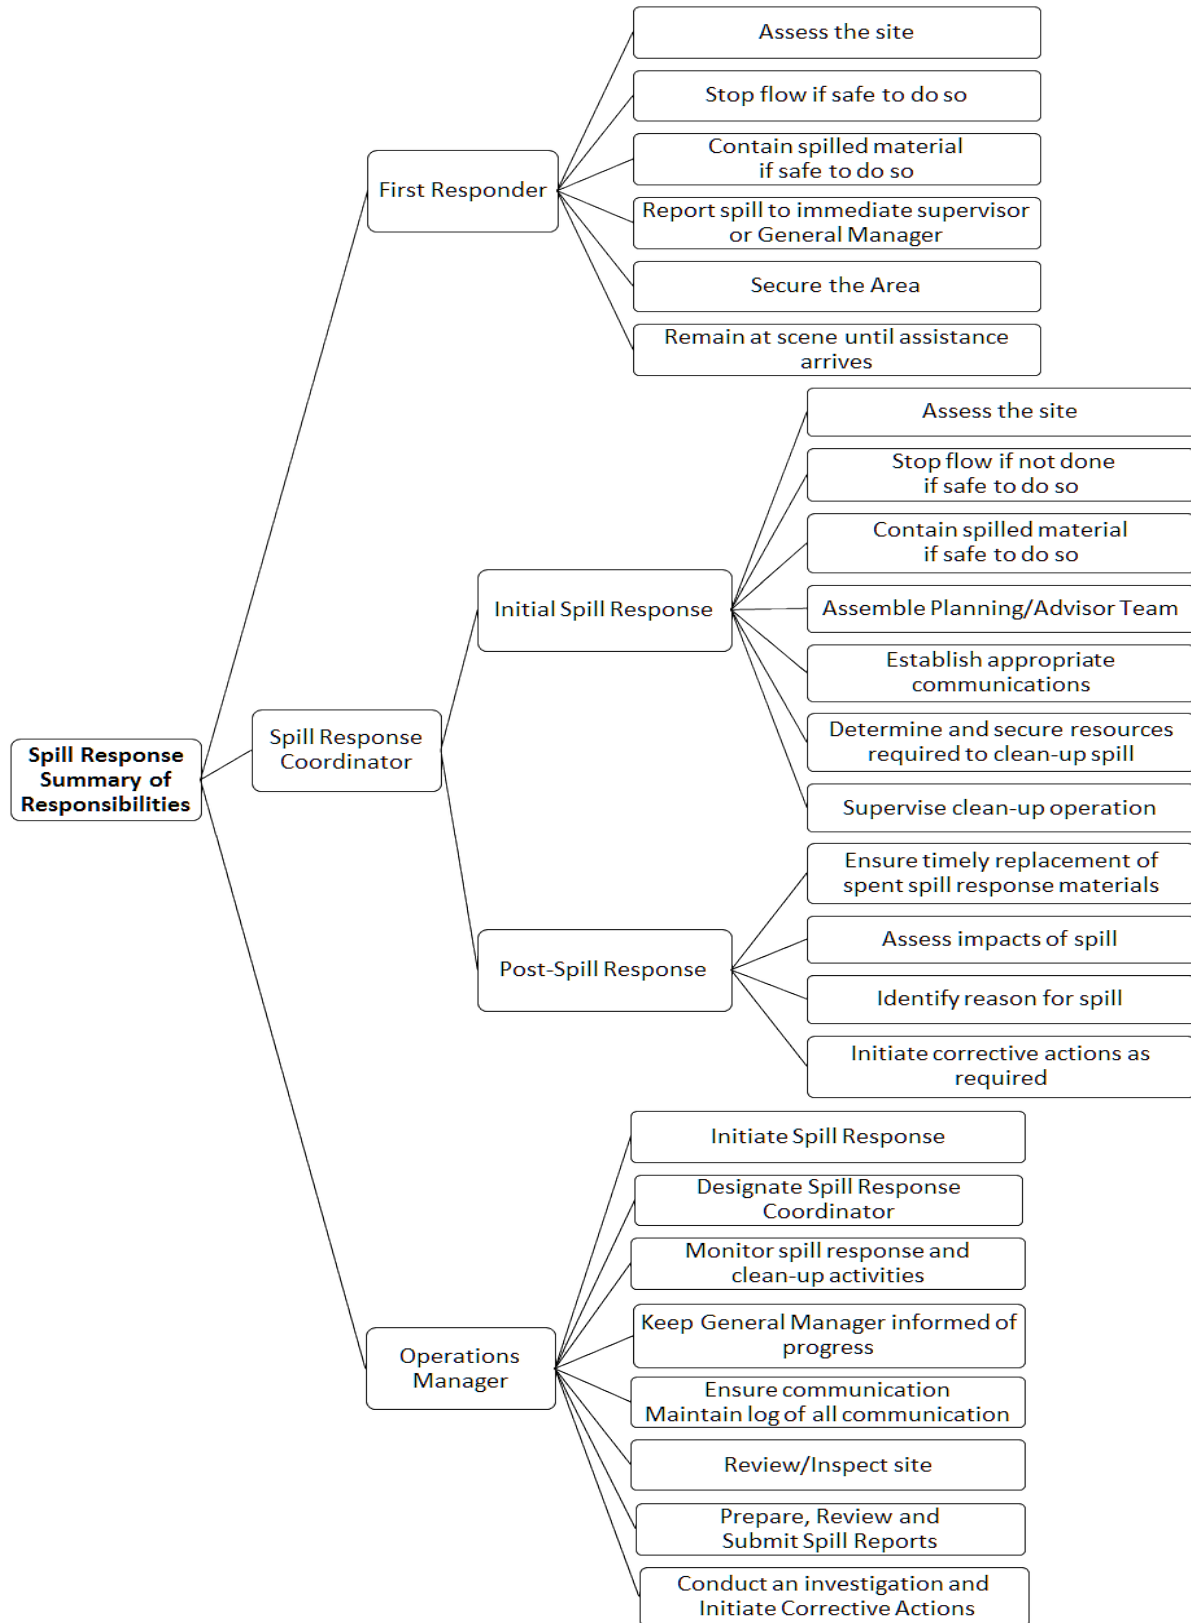 Assess the site
Stop flow if safe to do so
Contain spilled material
if safe to do so
First Responder
Report spill to immediate supervisor
or General Manager
Secure the Area
Remain at scene until assistance
arrives
Assess the site
Stop flow if not done
if safe to do so
Contain spilled material
if safe to do so
Initial Spill Response
Assemble Planning/Advisor Team
Establish appropriate
communications
Determine and secure resources
required to clean-up spill
Supervise clean-up operation
Spill Response
Coordinator
Spill Response
Summary of
Responsibilities
Ensure timely replacement of
spent spill response materials
Assess impacts of spill
Post-Spill Response
Identify reason for spill
Initiate corrective actions as
required
Initiate Spill Response
Designate Spill Response
Coordinator
Monitor spill response and
clean-up activities
Keep General Manager informed of
progress
Operations
Manager
Ensure communication
Maintain log of all communication
Review/Inspect site
Prepare, Review and
Submit Spill Reports
Conduct an investigation and
Initiate Corrective Actions